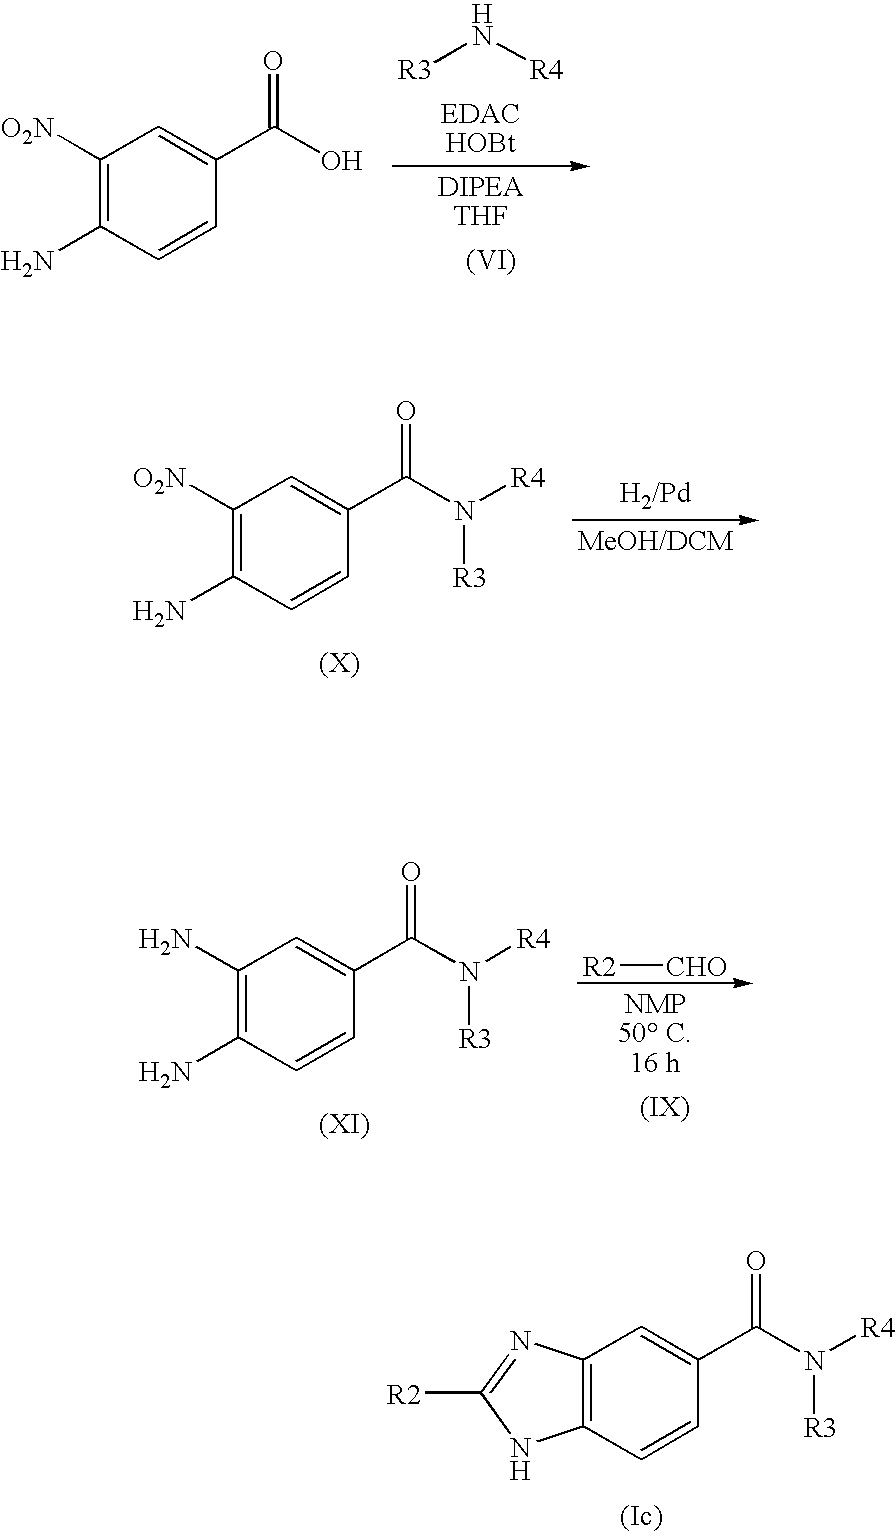 H
N
R3 R4
O
O₂N
OH
H₂N
EDAC
HOBt
DIPEA
THF
(VI)
O
O₂N
R4
N
R3
H₂N
(X)
H₂/Pd
MeOH/DCM
O
H₂N
R4
N
R3
H₂N
(XI)
R2 CHO
NMP
50° C.
16 h
(IX)
O
N
R4
N
R2
R3
N
H
(Ic)